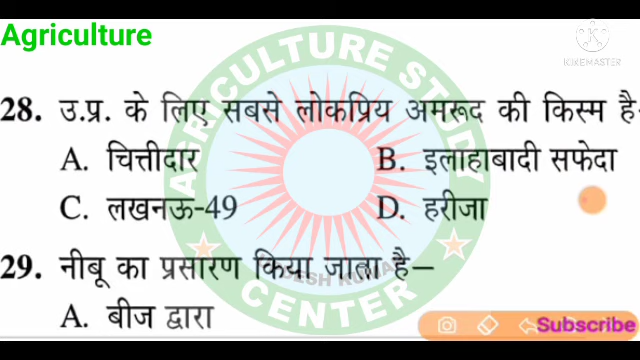 Agriculture
KINEMASTER
AGRICULTURE STUDY
28. उ.प्र. के लिए सबसे लोकप्रिय अमरूद की किस्म है-
A. चित्तीदार B. इलाहाबादी सफेदा
C. लखनऊ-49 D. हरीजा
29. नीबू का प्रसारण किया जाता है–
A. बीज द्वारा
CENTER
Subscribe